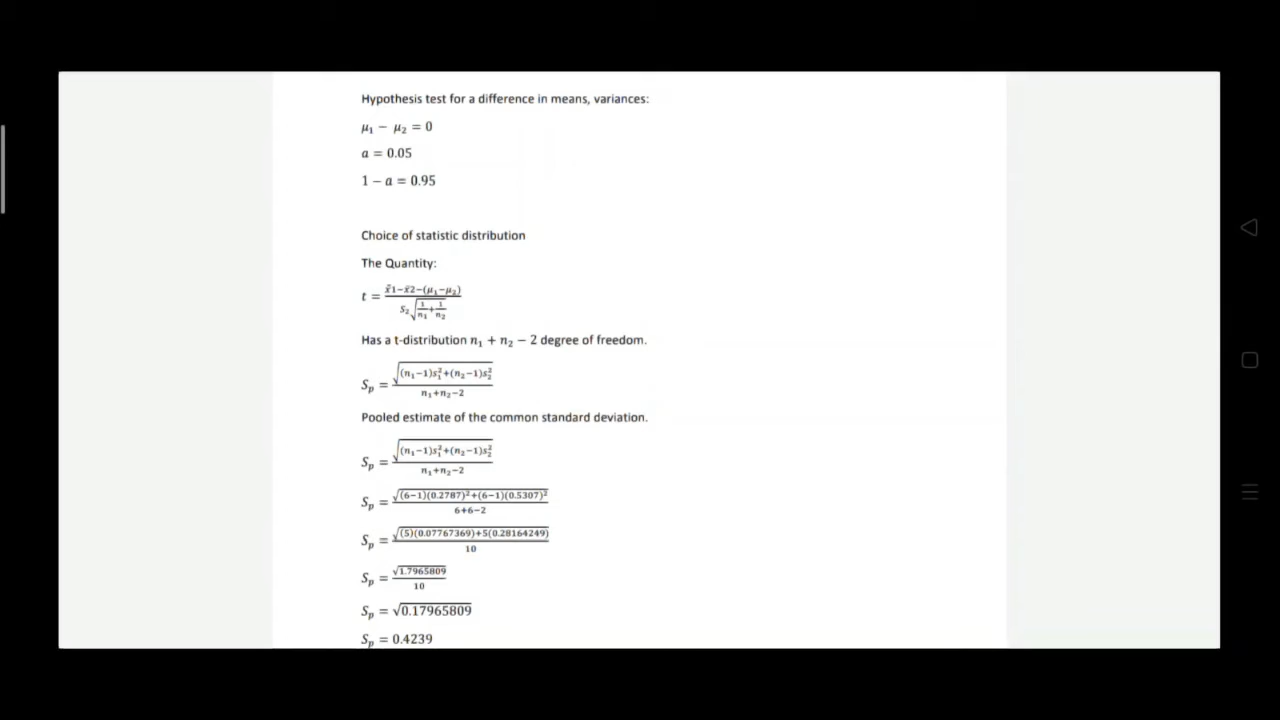 Hypothesis test for a difference in means, variances:
μ₁ − μ₂ = 0
a = 0.05
1 − a = 0.95
Choice of statistic distribution
The Quantity:
t = (x̄1−x̄2−(μ₁−μ₂)) / (s₂√(1/n₁+1/n₂))
Has a t-distribution n₁ + n₂ − 2 degree of freedom.
Sₚ = √((n₁−1)s₁²+(n₂−1)s₂²) / (n₁+n₂−2)
Pooled estimate of the common standard deviation.
Sₚ = √((n₁−1)s₁²+(n₂−1)s₂²) / (n₁+n₂−2)
Sₚ = √((6−1)(0.2787)²+(6−1)(0.5307)²) / (6+6−2)
Sₚ = √((5)(0.07767369)+5(0.28164249)) / 10
Sₚ = √1.7965809 / 10
Sₚ = √0.17965809
Sₚ = 0.4239